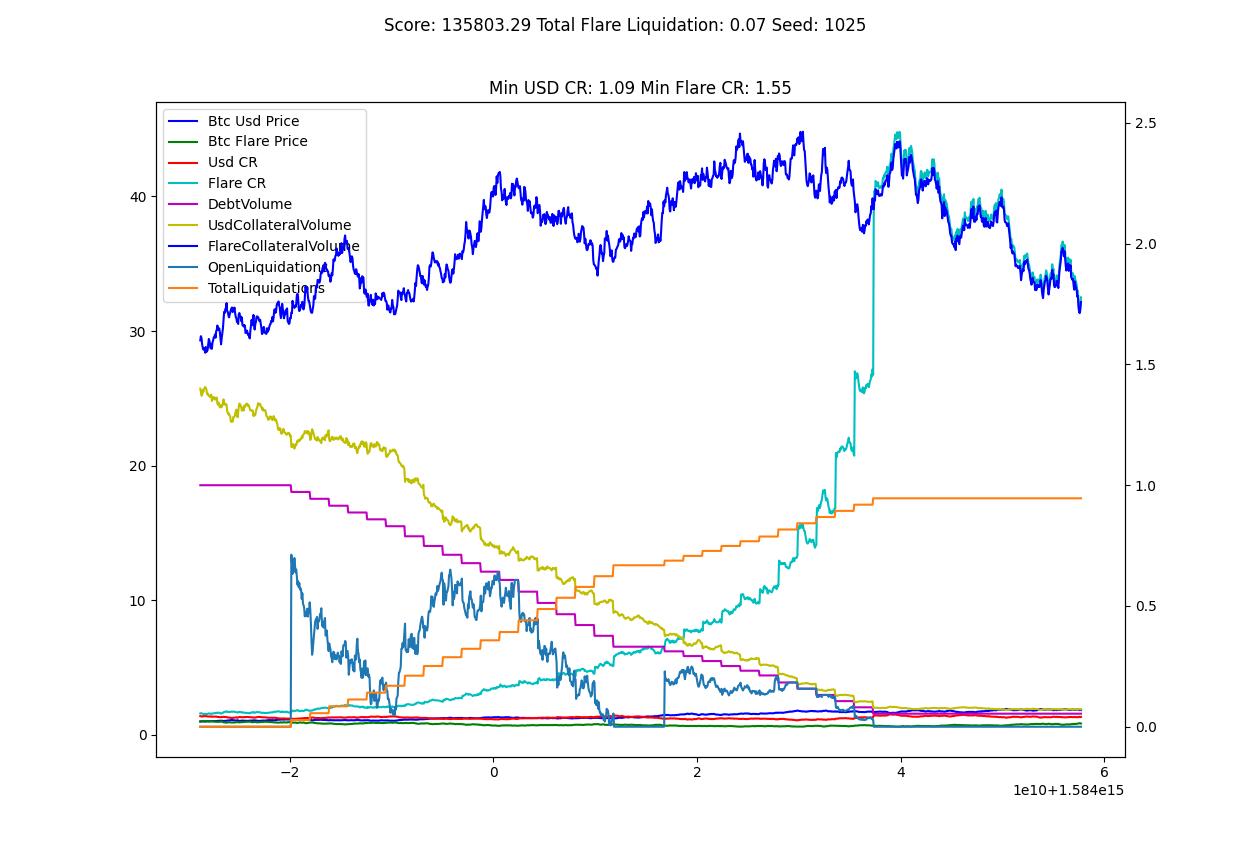 Score: 135803.29 Total Flare Liquidation: 0.07 Seed: 1025
Min USD CR: 1.09 Min Flare CR: 1.55
Btc Usd Price
Btc Flare Price
Usd CR
Flare CR
DebtVolume
UsdCollateralVolume
FlareCollateralVolume
OpenLiquidations
TotalLiquidations
40
30
20
10
0
2.5
2.0
1.5
1.0
0.5
0.0
−2 0 2 4 6
1e10+1.584e15